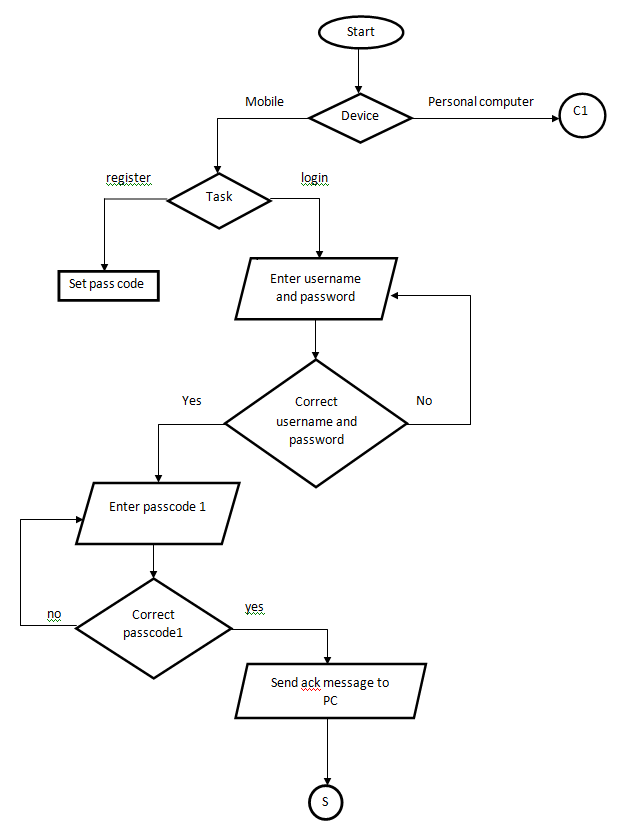 Start
Mobile
Personal computer
Device
C1
register
login
Task
Set pass code
Enter username
and password
Yes
No
Correct
username and
password
Enter passcode 1
no
yes
Correct
passcode1
Send ack message to
PC
S